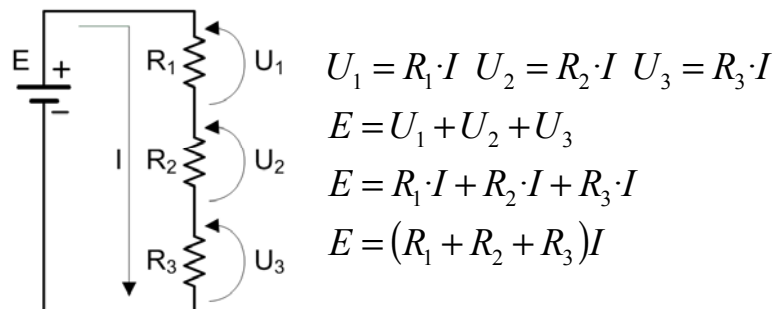 E + R₁ U₁
−
I R₂ U₂
R₃ U₃
U₁ = R₁·I U₂ = R₂·I U₃ = R₃·I
E = U₁ + U₂ + U₃
E = R₁·I + R₂·I + R₃·I
E = (R₁ + R₂ + R₃)I